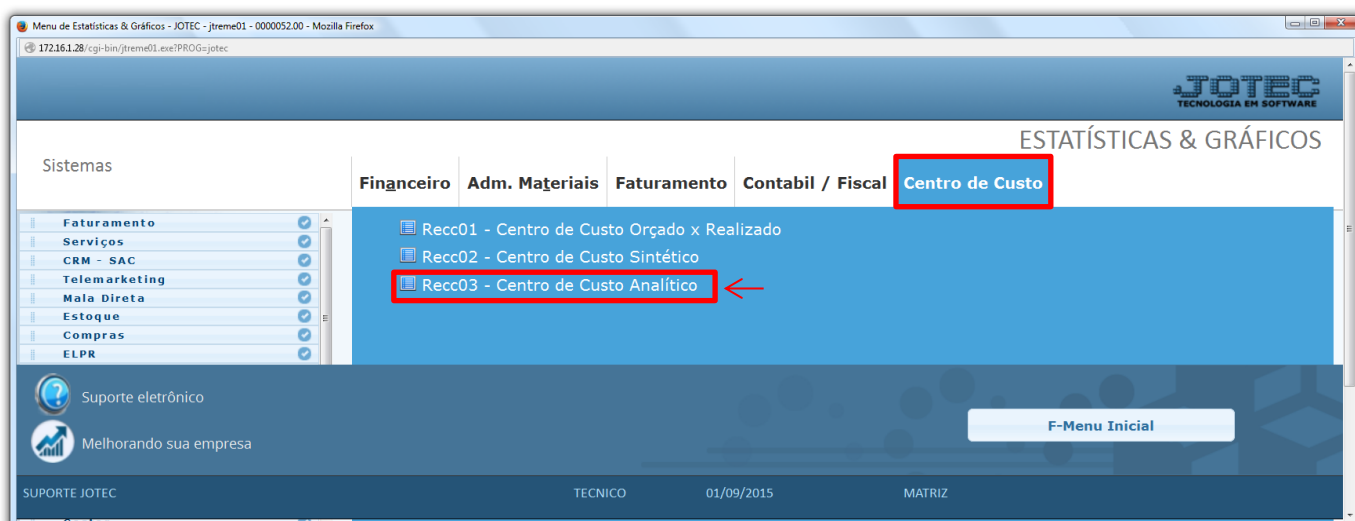 Menu de Estatísticas & Gráficos - JOTEC - jtreme01 - 0000052.00 - Mozilla Firefox
172.16.1.28/cgi-bin/jtreme01.exe?PROG=jotec
JOTEC
TECNOLOGIA EM SOFTWARE
ESTATÍSTICAS & GRÁFICOS
Sistemas
Financeiro Adm. Materiais Faturamento Contabil / Fiscal Centro de Custo
Faturamento
Serviços
CRM - SAC
Telemarketing
Mala Direta
Estoque
Compras
ELPR
Recc01 - Centro de Custo Orçado x Realizado
Recc02 - Centro de Custo Sintético
Recc03 - Centro de Custo Analítico
Suporte eletrônico
Melhorando sua empresa
F-Menu Inicial
SUPORTE JOTEC TECNICO 01/09/2015 MATRIZ